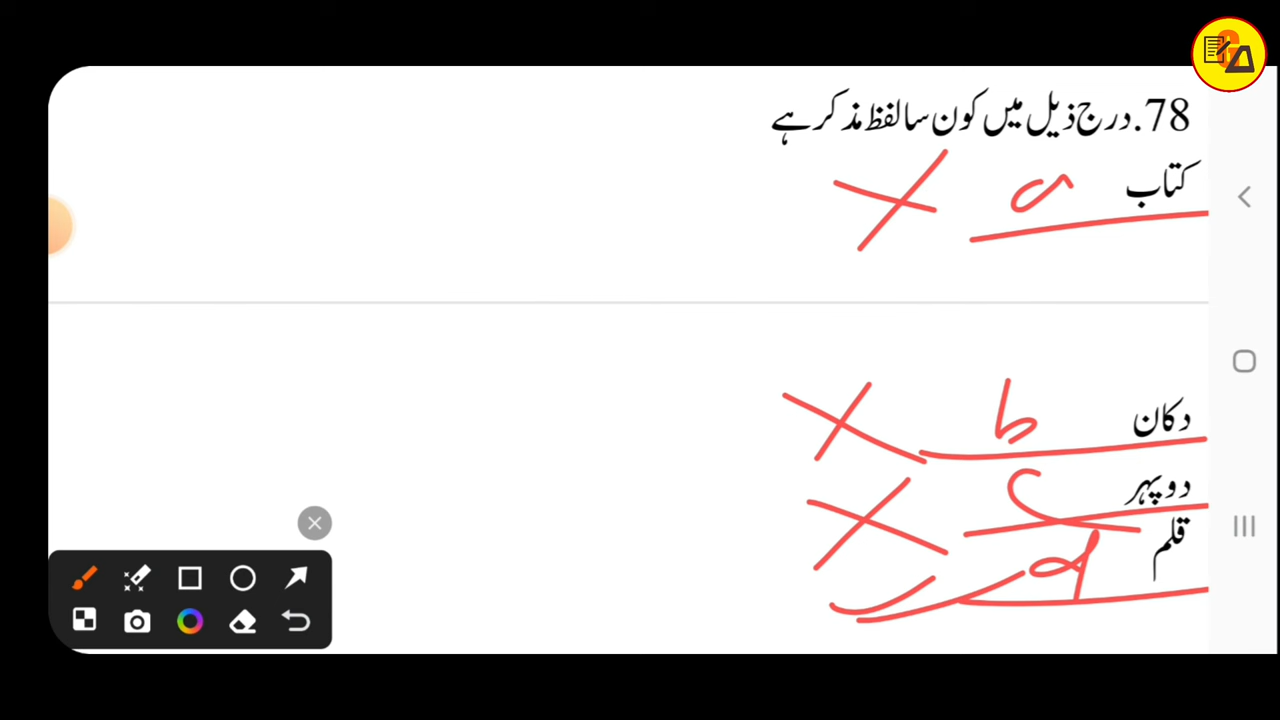 78. درج ذیل میں کون سا لفظ مذکر ہے
کتاب a
دکان b
دوپہر c
قلم d